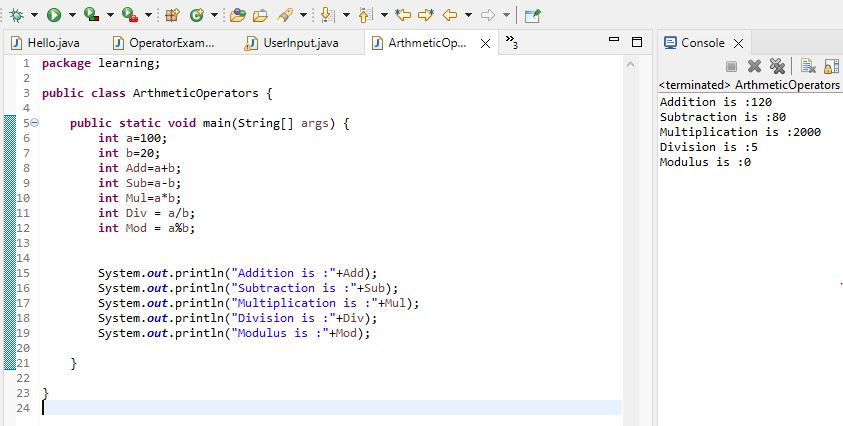 Hello.java OperatorExam... UserInput.java ArthmeticOp... »3 Console
1 package learning;
2
3 public class ArthmeticOperators {
4
5 public static void main(String[] args) {
6 int a=100;
7 int b=20;
8 int Add=a+b;
9 int Sub=a-b;
10 int Mul=a*b;
11 int Div = a/b;
12 int Mod = a%b;
13
14
15 System.out.println("Addition is :"+Add);
16 System.out.println("Subtraction is :"+Sub);
17 System.out.println("Multiplication is :"+Mul);
18 System.out.println("Division is :"+Div);
19 System.out.println("Modulus is :"+Mod);
20
21 }
22
23 }
24
<terminated> ArthmeticOperators
Addition is :120
Subtraction is :80
Multiplication is :2000
Division is :5
Modulus is :0